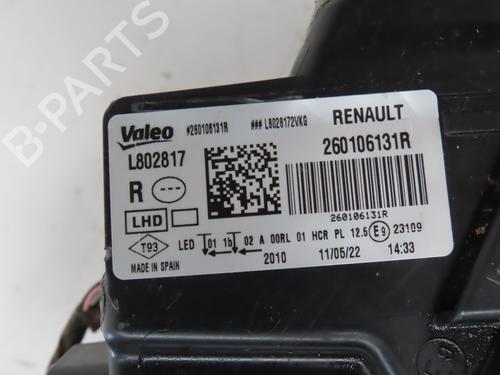 B-PARTS
Valeo #260106131R ### L8028172VKG RENAULT
L802817 260106131R
R
LHD
260106131R
T93 LED 01 1b 02 A 00RL 01 HCR PL 12.5 E9 23109
MADE IN SPAIN 2010 11/05/22 14:33